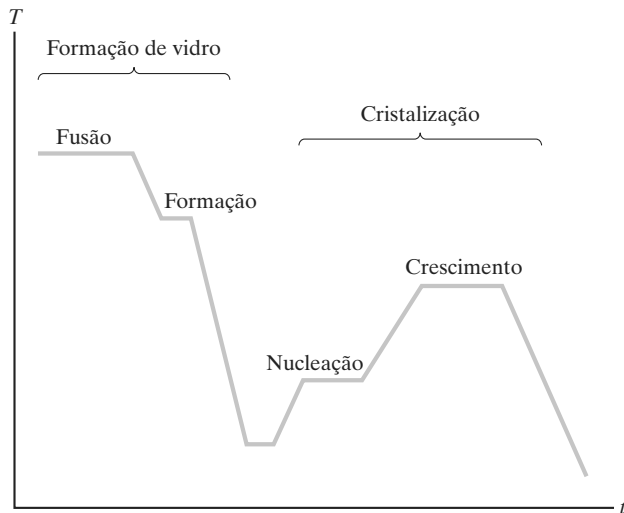 T
Formação de vidro
Cristalização
Fusão
Formação
Crescimento
Nucleação
t